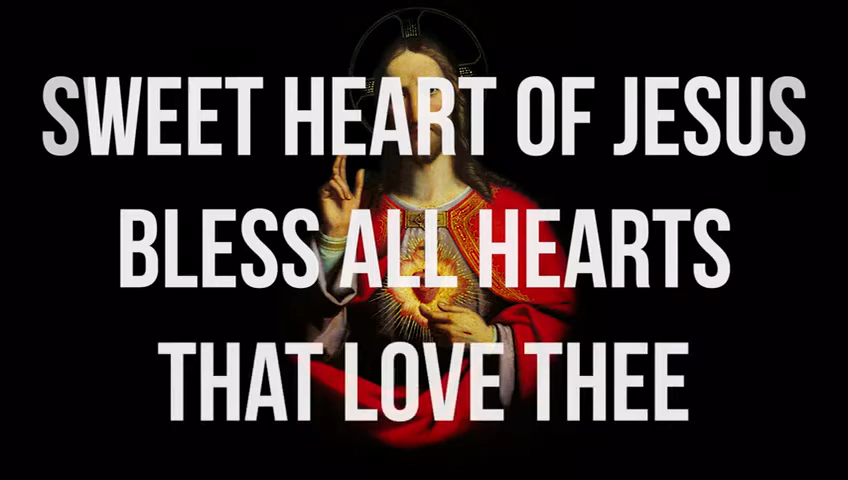 SWEET HEART OF JESUS
BLESS ALL HEARTS
THAT LOVE THEE